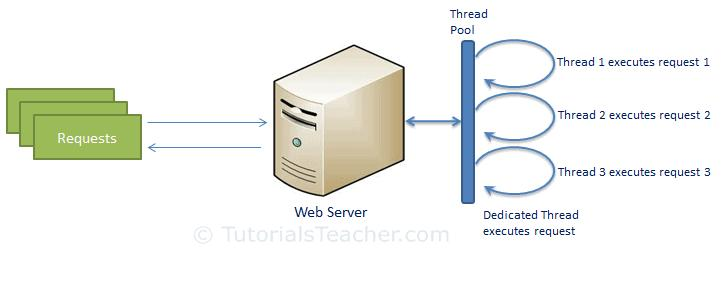 Thread
Pool
Thread 1 executes request 1
Thread 2 executes request 2
Requests
Thread 3 executes request 3
Web Server
Dedicated Thread
executes request
© TutorialsTeacher.com